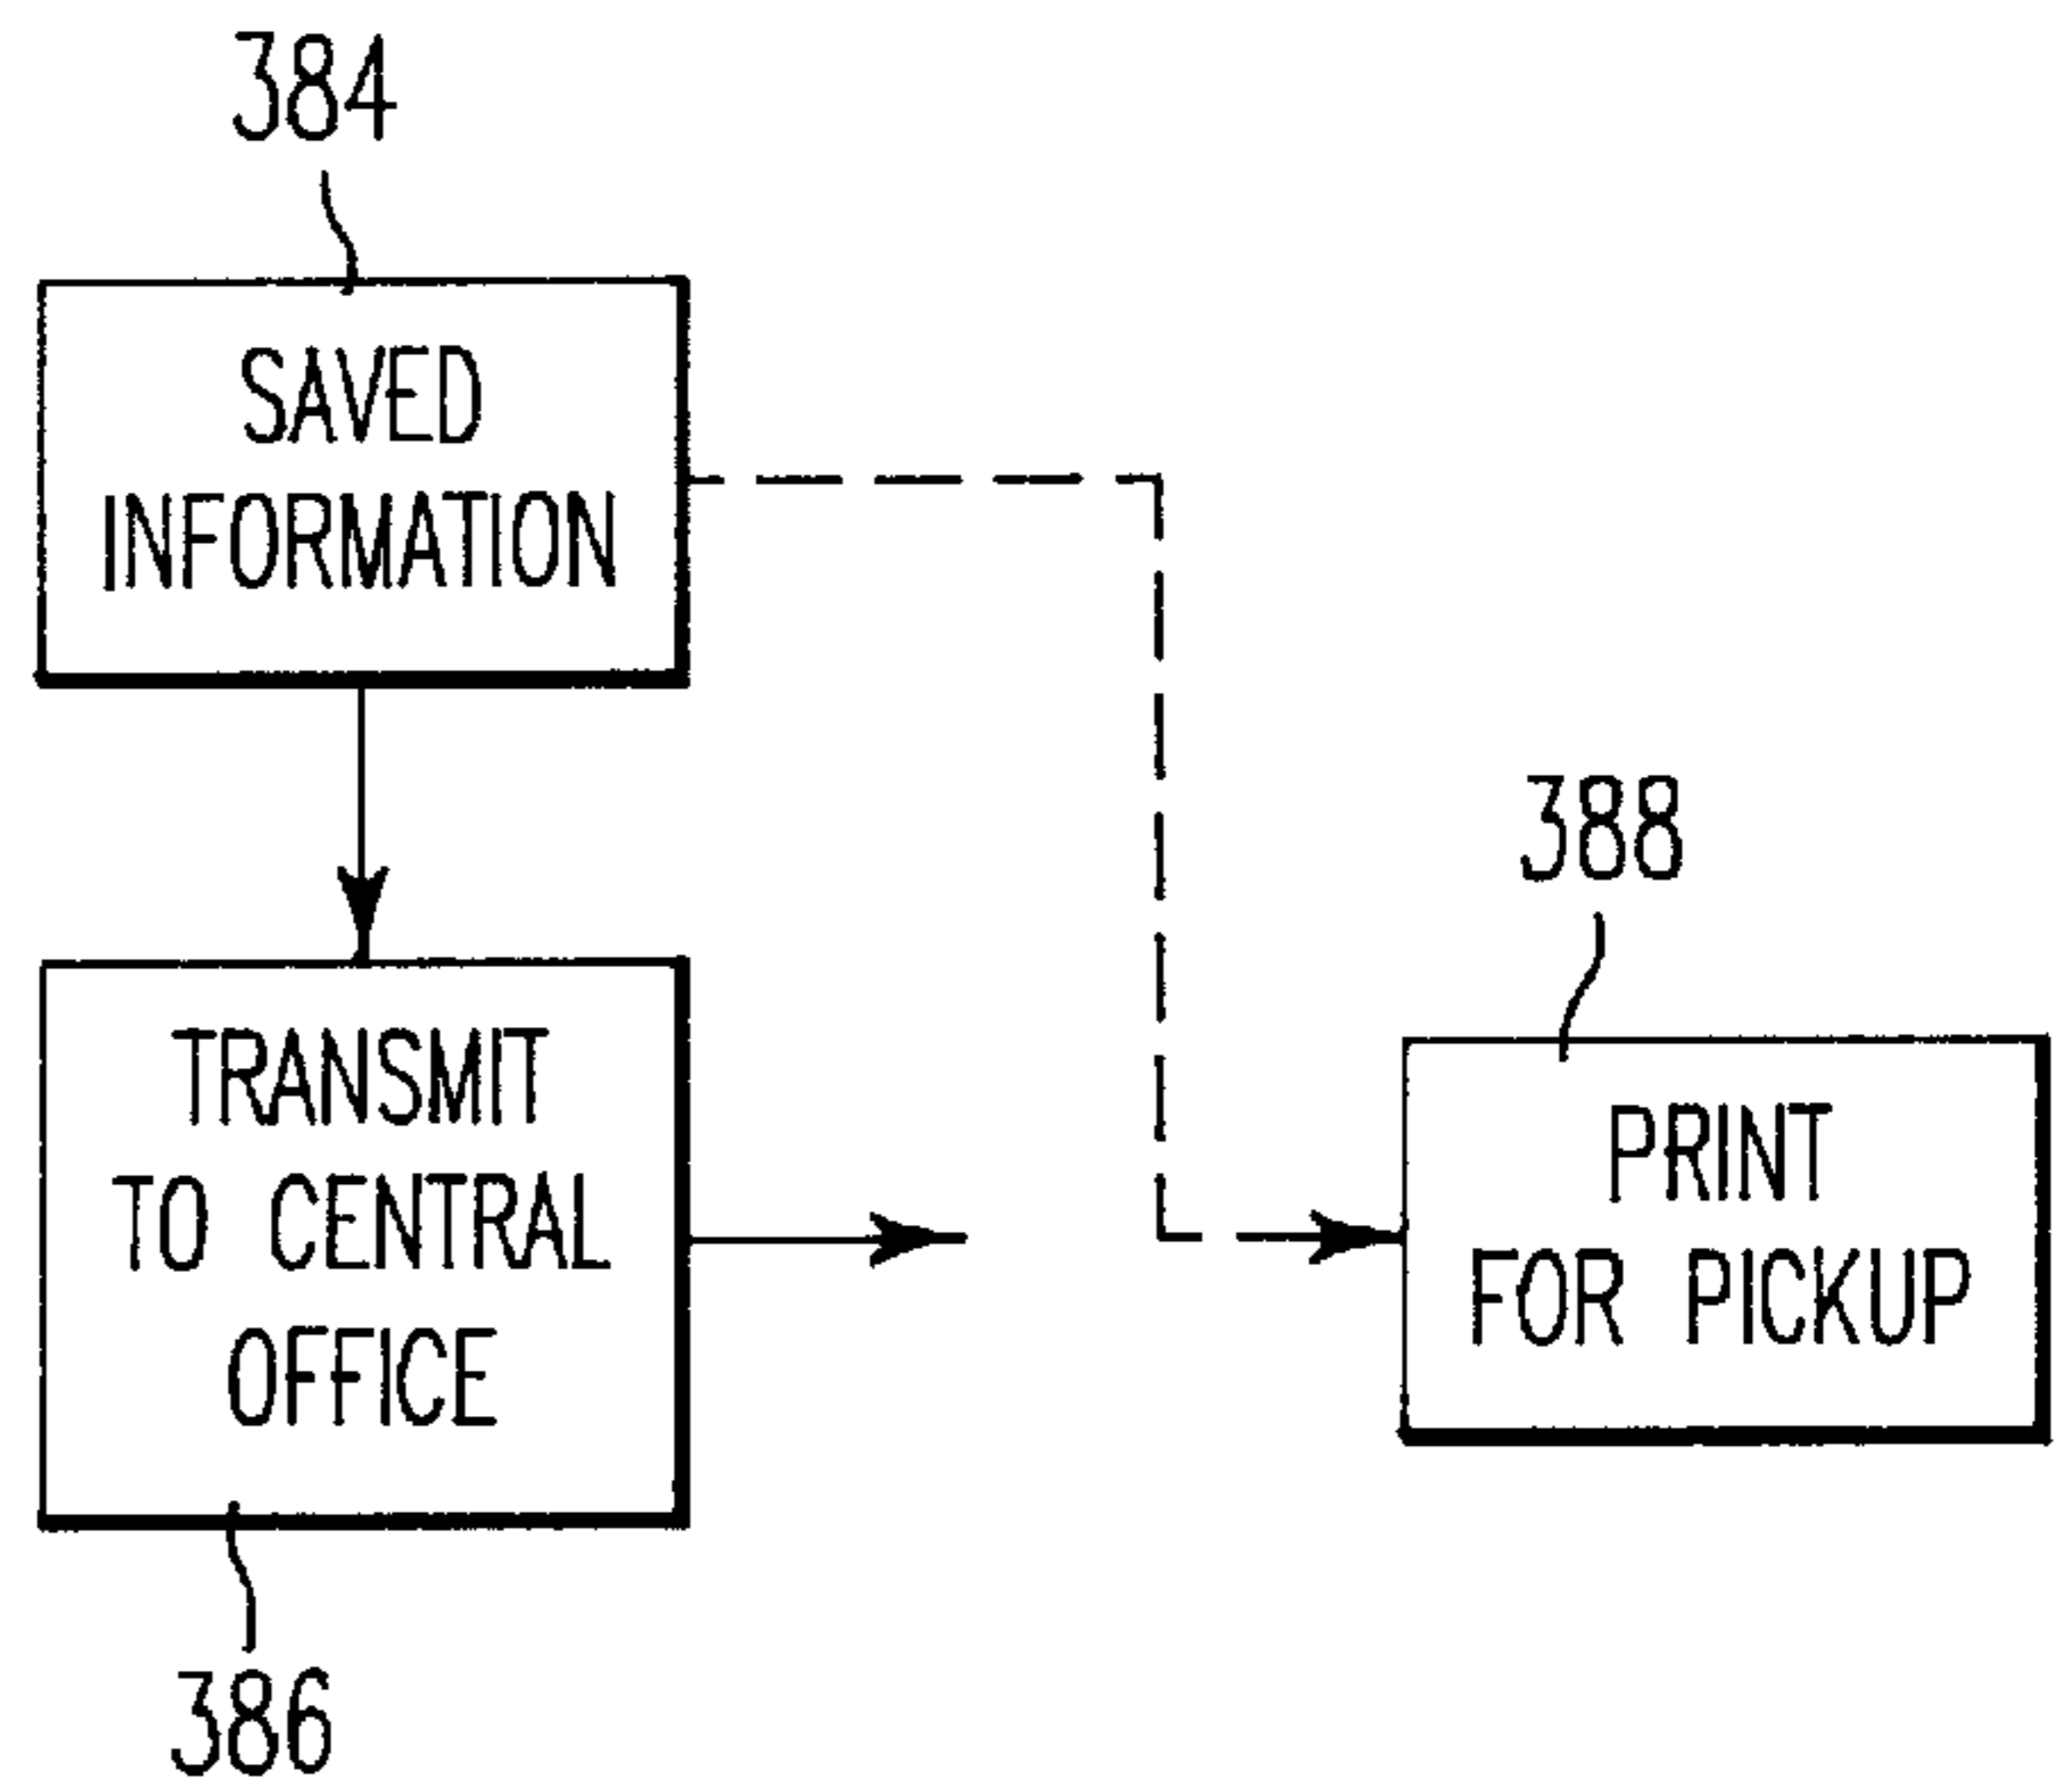 384
SAVED
INFORMATION
388
TRANSMIT
TO CENTRAL
OFFICE
PRINT
FOR PICKUP
386